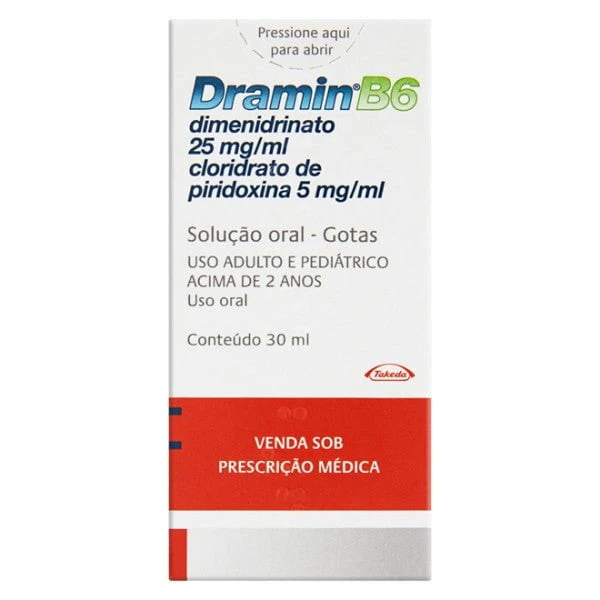 Pressione aqui
para abrir
Dramin®B6
dimenidrinato
25 mg/ml
cloridrato de
piridoxina 5 mg/ml
Solução oral - Gotas
USO ADULTO E PEDIÁTRICO
ACIMA DE 2 ANOS
Uso oral
Conteúdo 30 ml
Takeda
VENDA SOB
PRESCRIÇÃO MÉDICA